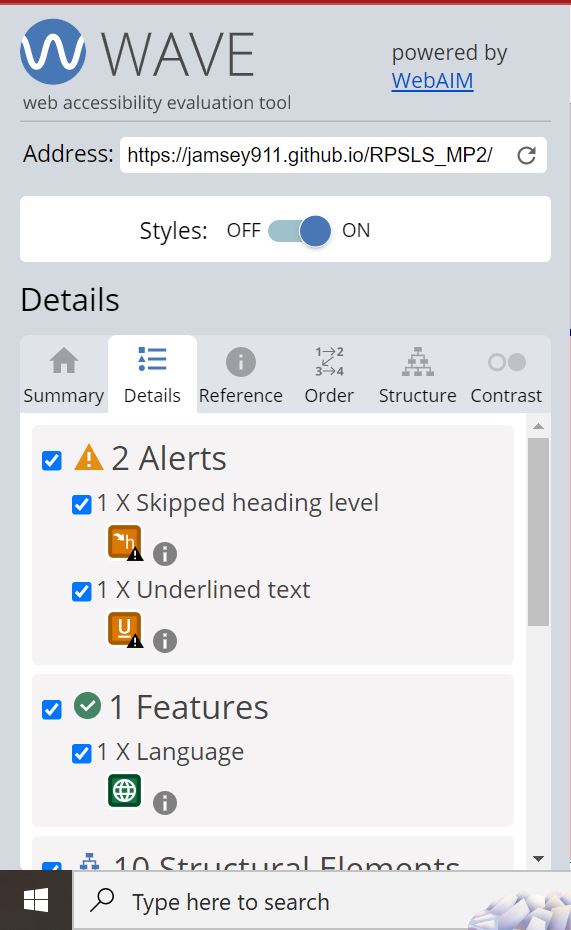 WAVE
web accessibility evaluation tool
powered by
WebAIM
Address: https://jamsey911.github.io/RPSLS_MP2/
Styles: OFF ON
Details
Summary Details Reference Order Structure Contrast
2 Alerts
1 X Skipped heading level
h
1 X Underlined text
U
1 Features
1 X Language
10 Structural Elements
Type here to search